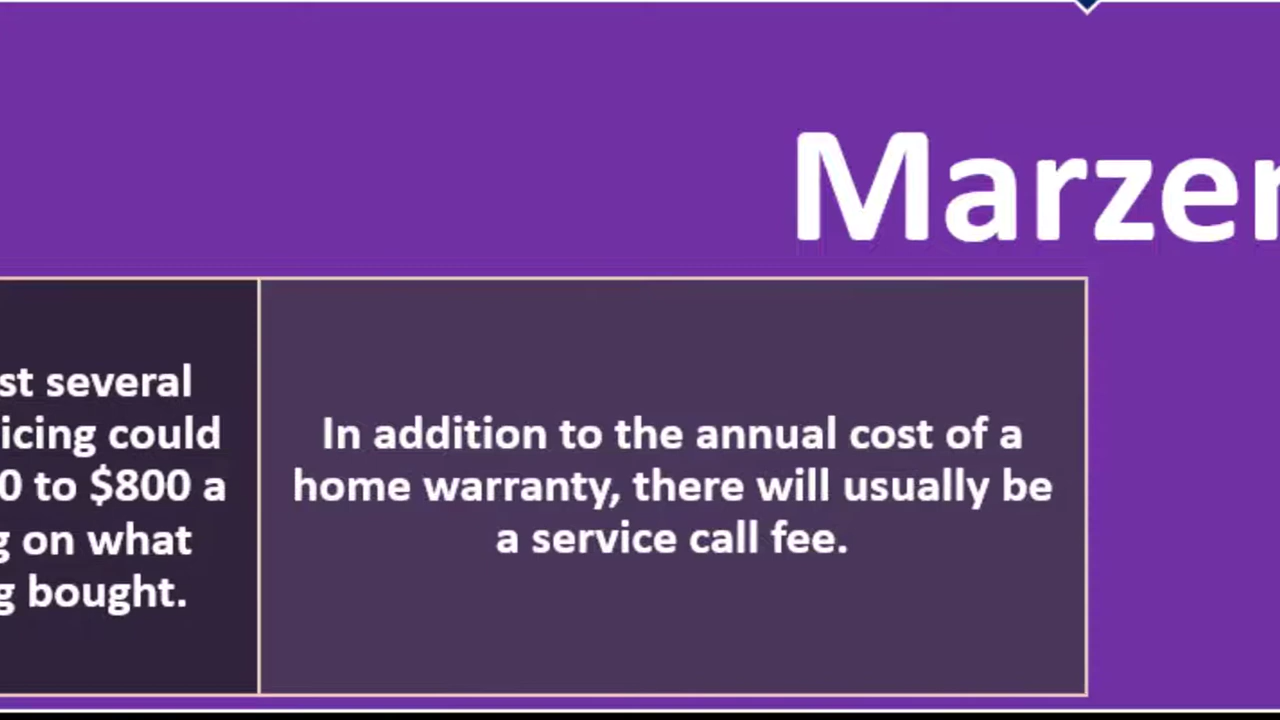 Marzer
st several
icing could
0 to $800 a
g on what
g bought.
In addition to the annual cost of a
home warranty, there will usually be
a service call fee.